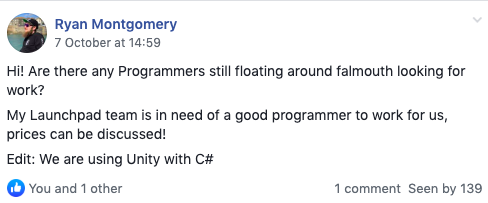 Ryan Montgomery
7 October at 14:59
Hi! Are there any Programmers still floating around falmouth looking for
work?
My Launchpad team is in need of a good programmer to work for us,
prices can be discussed!
Edit: We are using Unity with C#
You and 1 other
1 comment Seen by 139